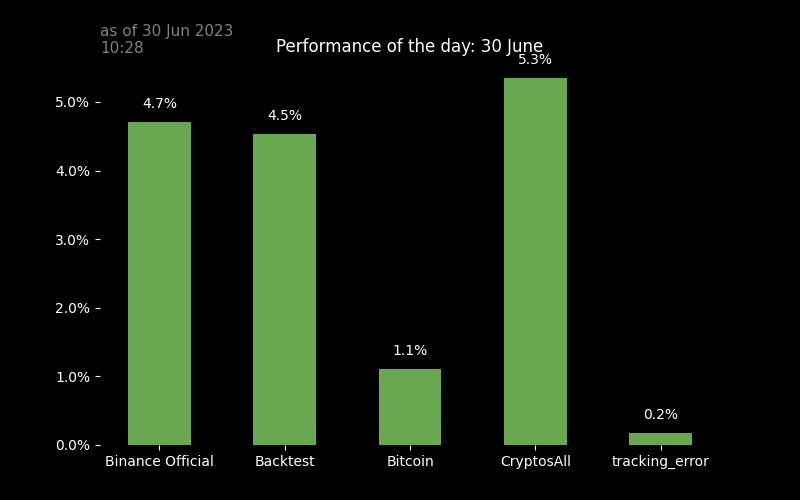 as of 30 Jun 2023
10:28
Performance of the day: 30 June
5.3%
4.7%
4.5%
1.1%
0.2%
5.0%
4.0%
3.0%
2.0%
1.0%
0.0%
Binance Official
Backtest
Bitcoin
CryptosAll
tracking_error